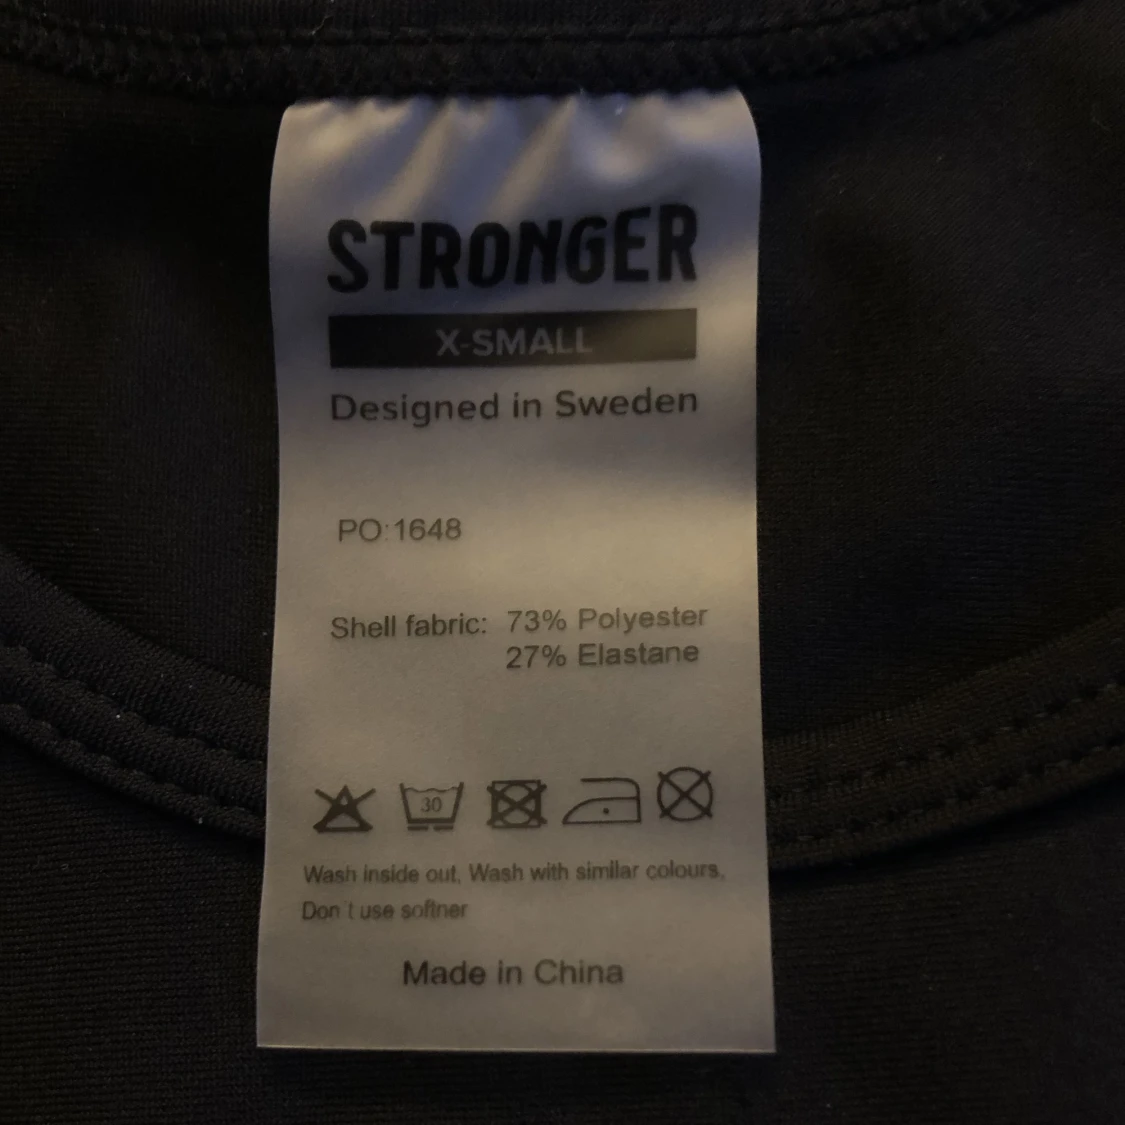 STRONGER
X-SMALL
Designed in Sweden
PO:1648
Shell fabric: 73% Polyester
27% Elastane
30
Wash inside out, Wash with similar colours,
Don't use softner
Made in China